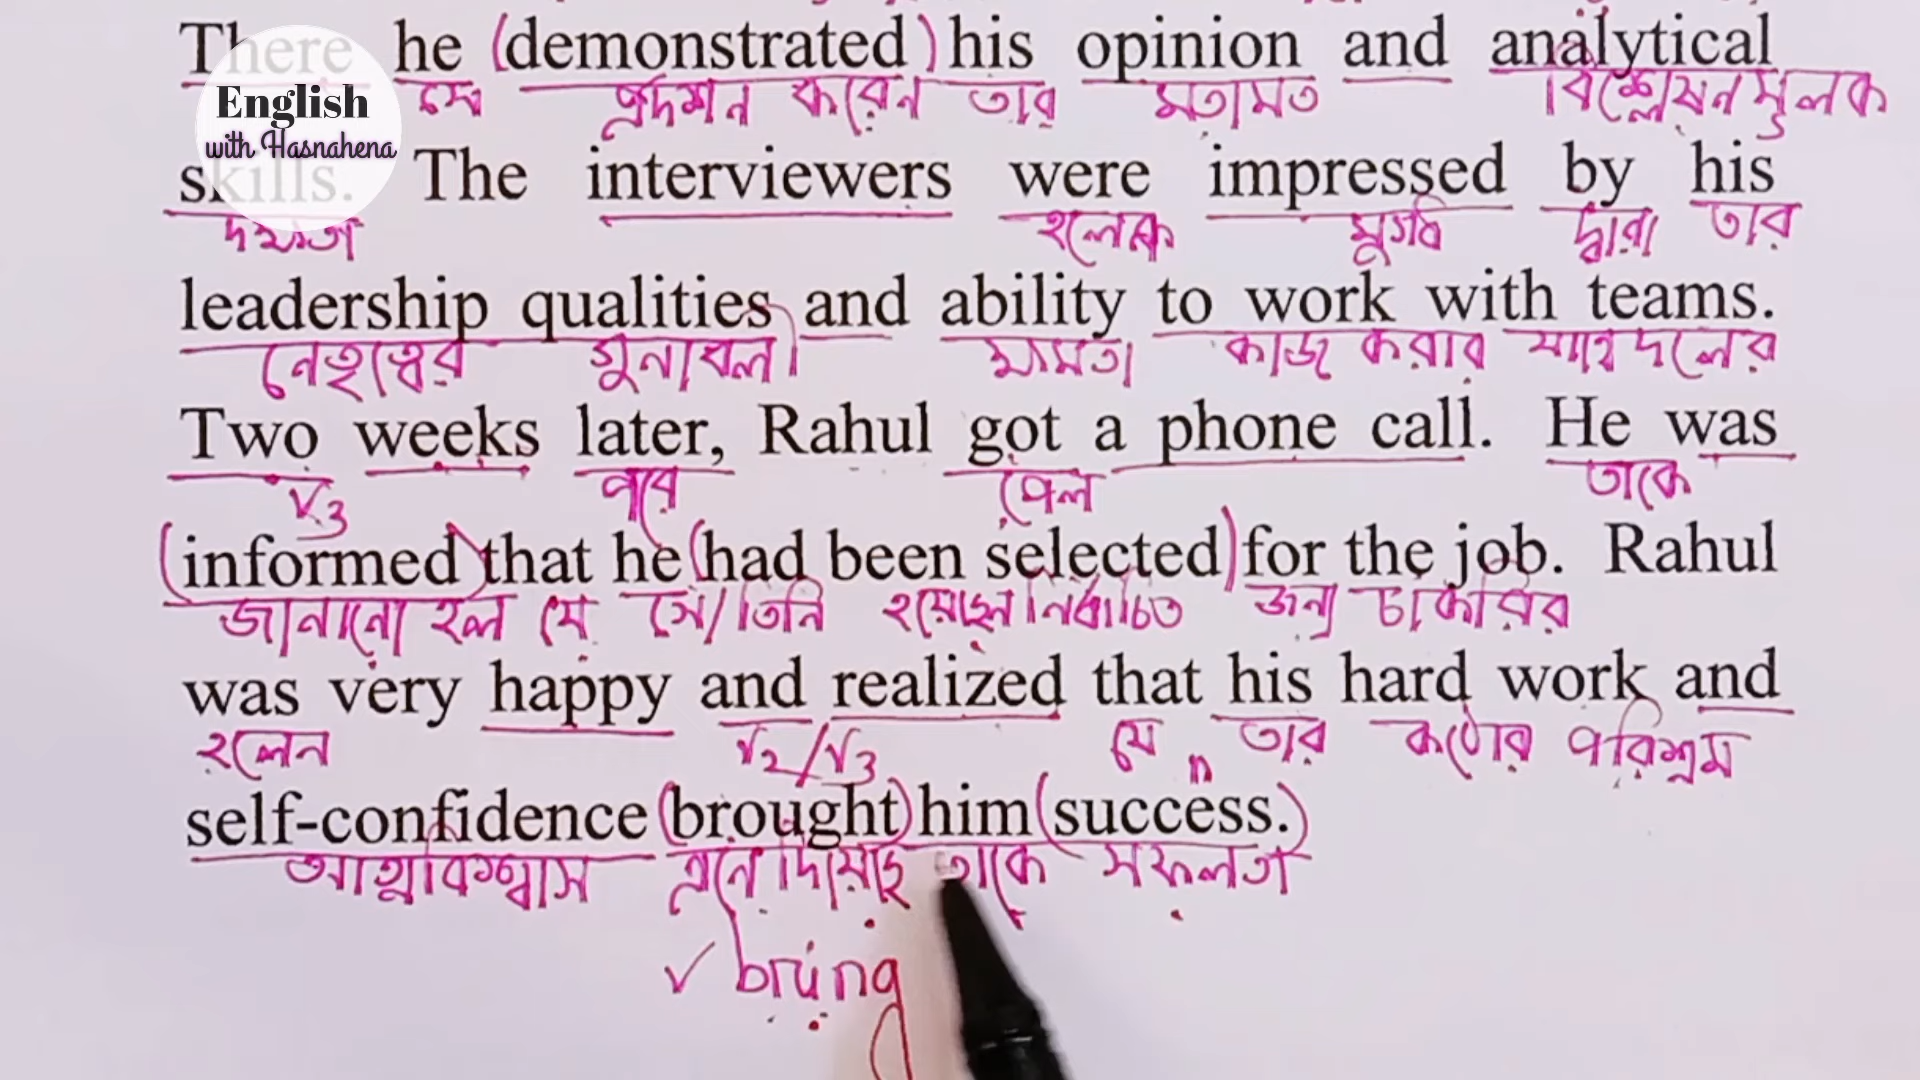 There he (demonstrated) his opinion and analytical
সে প্রদশন করেন তার মতামত বিশ্লেষনমুলক
English
with Hasnahena
skills. The interviewers were impressed by his
দক্ষতা হলেন মুগ্ধ দ্বারা তার
leadership qualities and ability to work with teams.
নেতৃত্বের গুনাবল ক্ষমতা কাজ করার সাথে দলের
Two weeks later, Rahul got a phone call. He was
V3 পরে পেল তাকে
(informed) that he (had been selected) for the job. Rahul
জানানো হল যে সে/তিনি হয়েছেন নির্বাচিত জন্য চাকরির
was very happy and realized that his hard work and
হলেন V2/V3 যে n তার কঠোর পরিশ্রম
self-confidence (brought) him (success.)
আত্মবিশ্বাস এনে দিয়েছে তাকে সফলতা
✓ bring